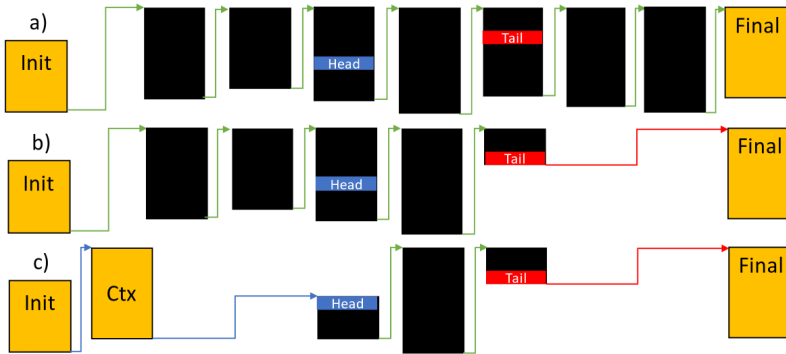 a)
Init
Head
Tail
Final
b)
Init
Head
Tail
Final
c)
Init
Ctx
Head
Tail
Final